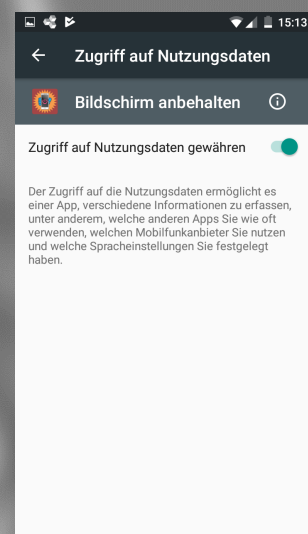 15:13
Zugriff auf Nutzungsdaten
Bildschirm anbehalten
Zugriff auf Nutzungsdaten gewähren
Der Zugriff auf die Nutzungsdaten ermöglicht es
einer App, verschiedene Informationen zu erfassen,
unter anderem, welche anderen Apps Sie wie oft
verwenden, welchen Mobilfunkanbieter Sie nutzen
und welche Spracheinstellungen Sie festgelegt
haben.